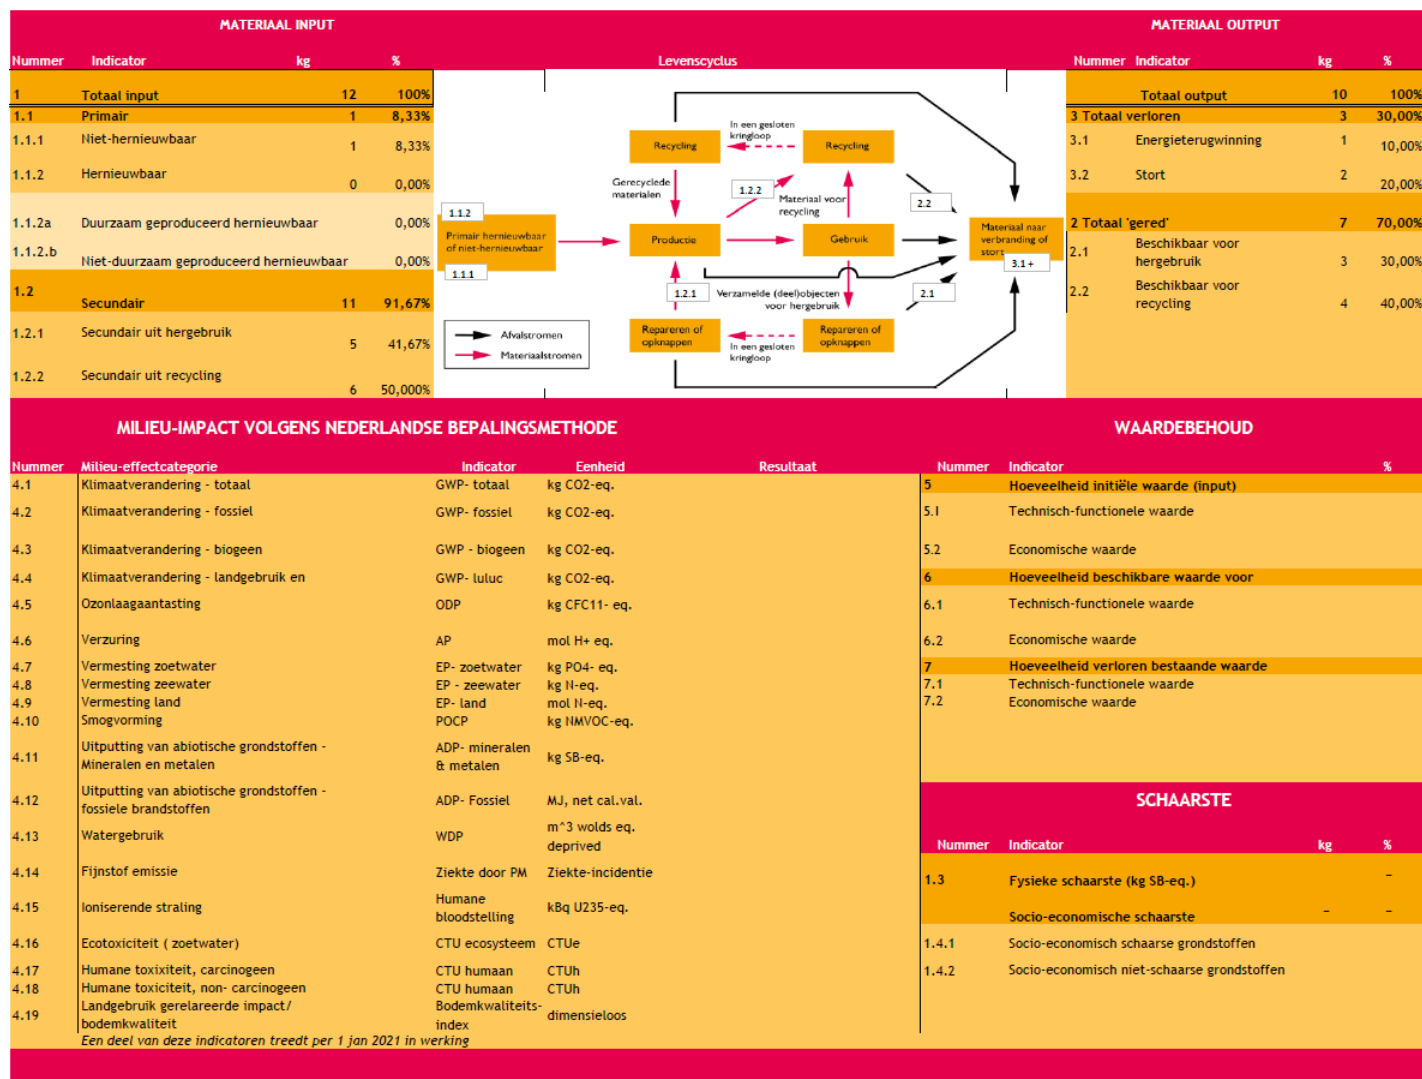 MATERIAAL INPUT
MATERIAAL OUTPUT
Nummer Indicator kg %
Levenscyclus
Nummer Indicator kg %
1 Totaal input 12 100%
1.1 Primair 1 8,33%
1.1.1 Niet-hernieuwbaar 1 8,33%
1.1.2 Hernieuwbaar 0 0,00%
1.1.2a Duurzaam geproduceerd hernieuwbaar 0,00%
1.1.2.b Niet-duurzaam geproduceerd hernieuwbaar 0,00%
1.2 Secundair 11 91,67%
1.2.1 Secundair uit hergebruik 5 41,67%
1.2.2 Secundair uit recycling 6 50,000%
In een gesloten
kringloop
Recycling
Recycling
Gerecyclede
materialen
1.2.2
Materiaal voor
recycling
2.2
1.1.2
Primair hernieuwbaar
of niet-hernieuwbaar
1.1.1
Productie
Gebruik
Materiaal naar
verbranding of
stort
3.1 +
1.2.1
Verzamelde (deel)objecten
voor hergebruik
2.1
Repareren of
opknappen
In een gesloten
kringloop
Repareren of
opknappen
Afvalstromen
Materiaalstromen
Totaal output 10 100%
3 Totaal verloren 3 30,00%
3.1 Energieterugwinning 1 10,00%
3.2 Stort 2 20,00%
2 Totaal 'gered' 7 70,00%
2.1 Beschikbaar voor
hergebruik 3 30,00%
2.2 Beschikbaar voor
recycling 4 40,00%
MILIEU-IMPACT VOLGENS NEDERLANDSE BEPALINGSMETHODE
Nummer Milieu-effectcategorie Indicator Eenheid Resultaat
4.1 Klimaatverandering - totaal GWP- totaal kg CO2-eq.
4.2 Klimaatverandering - fossiel GWP- fossiel kg CO2-eq.
4.3 Klimaatverandering - biogeen GWP - biogeen kg CO2-eq.
4.4 Klimaatverandering - landgebruik en GWP- luluc kg CO2-eq.
4.5 Ozonlaagaantasting ODP kg CFC11- eq.
4.6 Verzuring AP mol H+ eq.
4.7 Vermesting zoetwater EP- zoetwater kg PO4- eq.
4.8 Vermesting zeewater EP - zeewater kg N-eq.
4.9 Vermesting land EP- land mol N-eq.
4.10 Smogvorming POCP kg NMVOC-eq.
4.11 Uitputting van abiotische grondstoffen -
Mineralen en metalen ADP- mineralen
& metalen kg SB-eq.
4.12 Uitputting van abiotische grondstoffen -
fossiele brandstoffen ADP- Fossiel MJ, net cal.val.
4.13 Watergebruik WDP m^3 wolds eq.
deprived
4.14 Fijnstof emissie Ziekte door PM Ziekte-incidentie
4.15 Ioniserende straling Humane
bloodstelling kBq U235-eq.
4.16 Ecotoxiciteit ( zoetwater) CTU ecosysteem CTUe
4.17 Humane toxixiteit, carcinogeen CTU humaan CTUh
4.18 Humane toxiciteit, non- carcinogeen CTU humaan CTUh
4.19 Landgebruik gerelareerde impact/
bodemkwaliteit Bodemkwaliteits-
index dimensieloos
Een deel van deze indicatoren treedt per 1 jan 2021 in werking
WAARDEBEHOUD
Nummer Indicator %
5 Hoeveelheid initiële waarde (input)
5.I Technisch-functionele waarde
5.2 Economische waarde
6 Hoeveelheid beschikbare waarde voor
6.1 Technisch-functionele waarde
6.2 Economische waarde
7 Hoeveelheid verloren bestaande waarde
7.1 Technisch-functionele waarde
7.2 Economische waarde
SCHAARSTE
Nummer Indicator kg %
1.3 Fysieke schaarste (kg SB-eq.) –
Socio-economische schaarste – –
1.4.1 Socio-economisch schaarse grondstoffen
1.4.2 Socio-economisch niet-schaarse grondstoffen